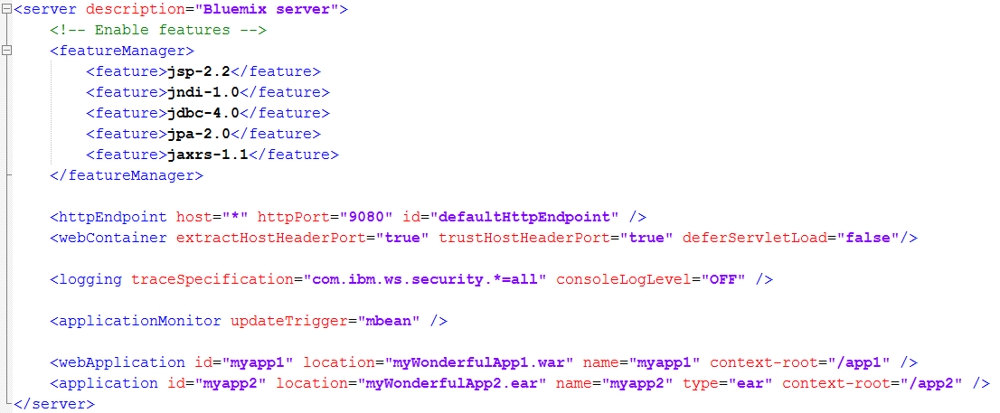 <server description="Bluemix server">
    <!-- Enable features -->
    <featureManager>
        <feature>jsp-2.2</feature>
        <feature>jndi-1.0</feature>
        <feature>jdbc-4.0</feature>
        <feature>jpa-2.0</feature>
        <feature>jaxrs-1.1</feature>
    </featureManager>

    <httpEndpoint host="*" httpPort="9080" id="defaultHttpEndpoint" />
    <webContainer extractHostHeaderPort="true" trustHostHeaderPort="true" deferServletLoad="false"/>

    <logging traceSpecification="com.ibm.ws.security.*=all" consoleLogLevel="OFF" />

    <applicationMonitor updateTrigger="mbean" />

    <webApplication id="myapp1" location="myWonderfulApp1.war" name="myapp1" context-root="/app1" />
    <application id="myapp2" location="myWonderfulApp2.ear" name="myapp2" type="ear" context-root="/app2" />
</server>